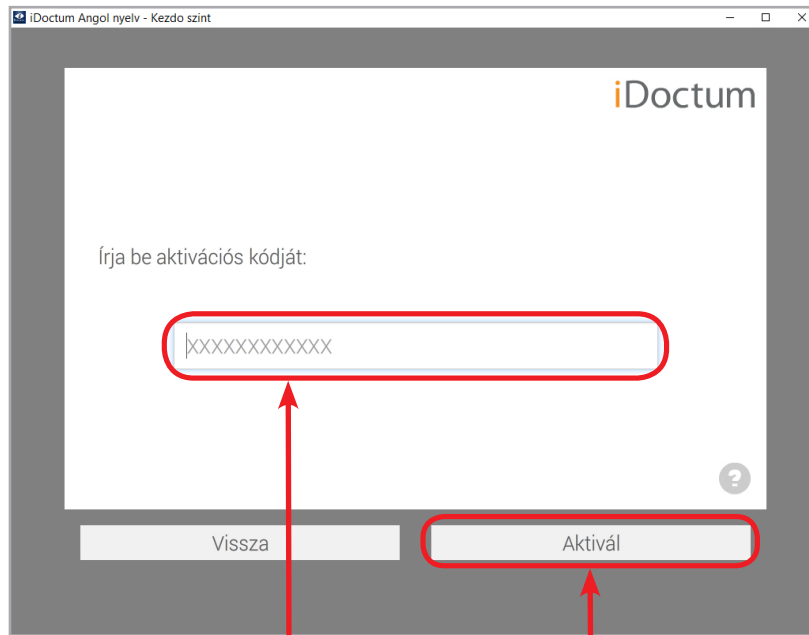 iDoctum Angol nyelv - Kezdo szint
iDoctum
Írja be aktivációs kódját:
XXXXXXXXXXXX
?
Vissza
Aktivál